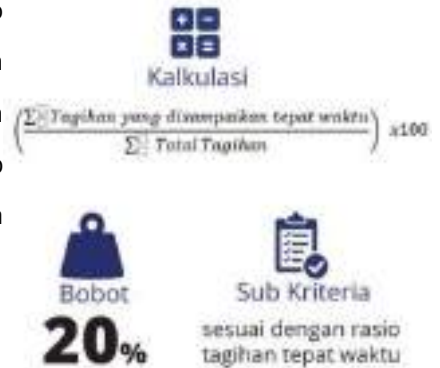 Kalkulasi
(∑ Tagihan yang disampaikan tepat waktu / ∑ Total Tagihan) x100
Bobot
20%
Sub Kriteria
sesuai dengan rasio
tagihan tepat waktu